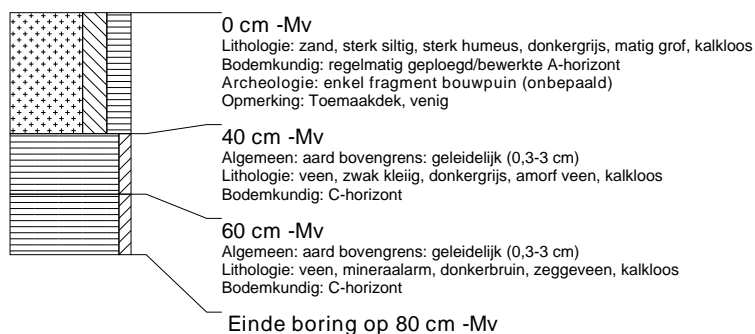 0 cm -Mv
Lithologie: zand, sterk siltig, sterk humeus, donkergrijs, matig grof, kalkloos
Bodemkundig: regelmatig geploegd/bewerkte A-horizont
Archeologie: enkel fragment bouwpuin (onbepaald)
Opmerking: Toemaakdek, venig
40 cm -Mv
Algemeen: aard bovengrens: geleidelijk (0,3-3 cm)
Lithologie: veen, zwak kleiig, donkergrijs, amorf veen, kalkloos
Bodemkundig: C-horizont
60 cm -Mv
Algemeen: aard bovengrens: geleidelijk (0,3-3 cm)
Lithologie: veen, mineraalarm, donkerbruin, zeggeveen, kalkloos
Bodemkundig: C-horizont
Einde boring op 80 cm -Mv